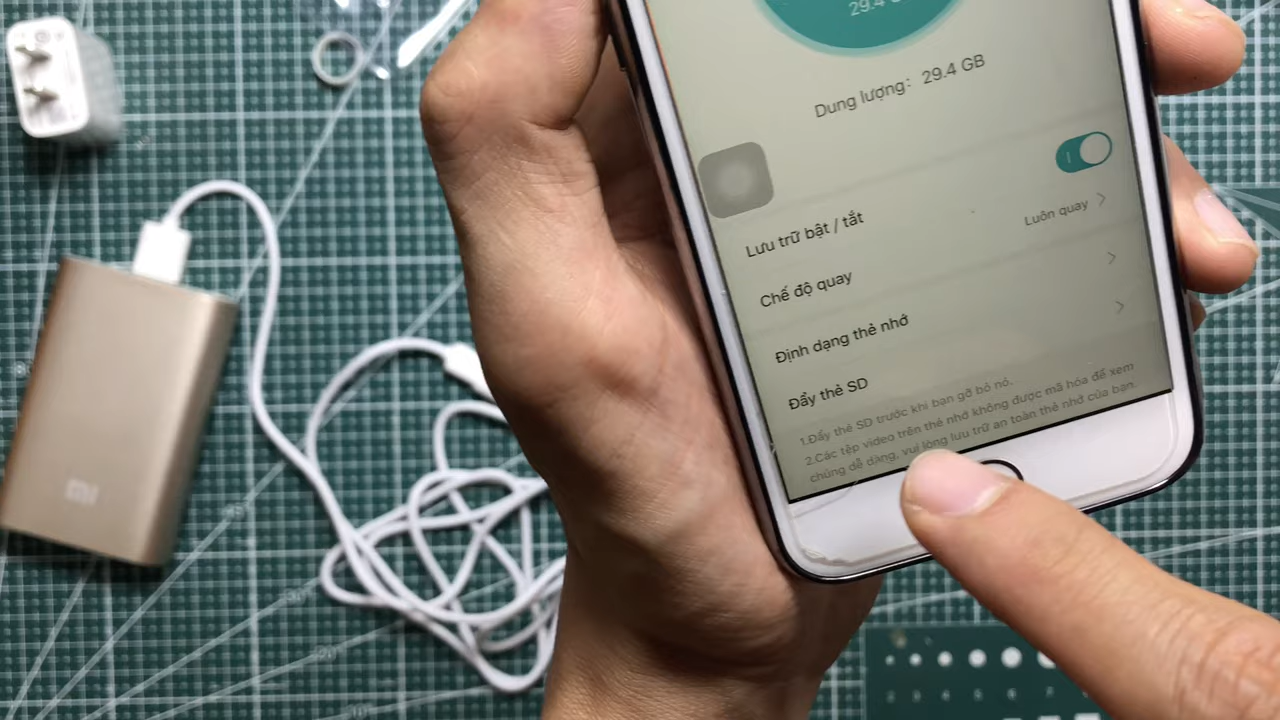 29.4
Dung lượng: 29.4 GB
Lưu trữ bật / tắt
Chế độ quay
Luôn quay
Định dạng thẻ nhớ
Đẩy thẻ SD
1.Đẩy thẻ SD trước khi bạn gỡ bỏ nó.
2.Các tệp video trên thẻ nhớ không được mã hóa để xem
chúng dễ dàng, vui lòng lưu trữ an toàn thẻ nhớ của bạn.
mi